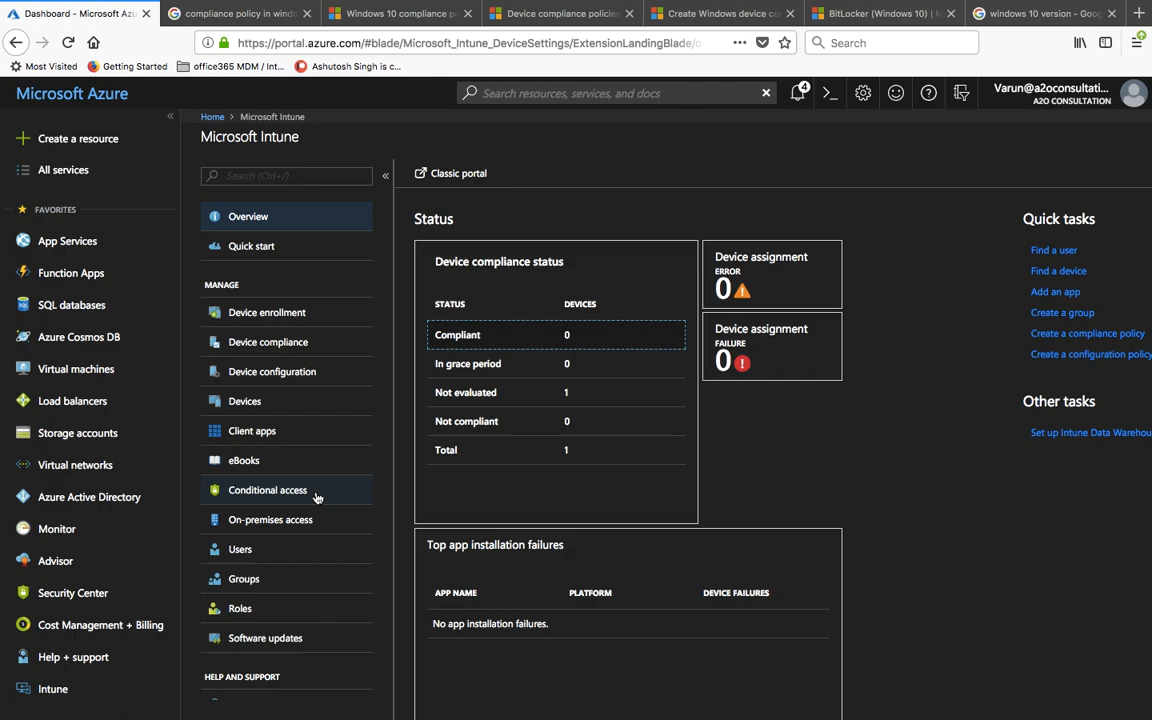 Dashboard - Microsoft Azu
compliance policy in wind
Windows 10 compliance p
Device compliance policies
Create Windows device co
BitLocker (Windows 10) | M
windows 10 version - Goog
https://portal.azure.com/#blade/Microsoft_Intune_DeviceSettings/ExtensionLandingBlade/o
Search
Most Visited
Getting Started
office365 MDM / Int...
Ashutosh Singh is c...
Microsoft Azure
Search resources, services, and docs
4
Varun@a2oconsultati...
A2O CONSULTATION
Create a resource
All services
FAVORITES
App Services
Function Apps
SQL databases
Azure Cosmos DB
Virtual machines
Load balancers
Storage accounts
Virtual networks
Azure Active Directory
Monitor
Advisor
Security Center
Cost Management + Billing
Help + support
Intune
Home > Microsoft Intune
Microsoft Intune
Search (Ctrl+/)
Overview
Quick start
MANAGE
Device enrollment
Device compliance
Device configuration
Devices
Client apps
eBooks
Conditional access
On-premises access
Users
Groups
Roles
Software updates
HELP AND SUPPORT
Classic portal
Status
Device compliance status
STATUS DEVICES
Compliant 0
In grace period 0
Not evaluated 1
Not compliant 0
Total 1
Device assignment
ERROR
0
Device assignment
FAILURE
0
Top app installation failures
APP NAME PLATFORM DEVICE FAILURES
No app installation failures.
Quick tasks
Find a user
Find a device
Add an app
Create a group
Create a compliance policy
Create a configuration policy
Other tasks
Set up Intune Data Warehou